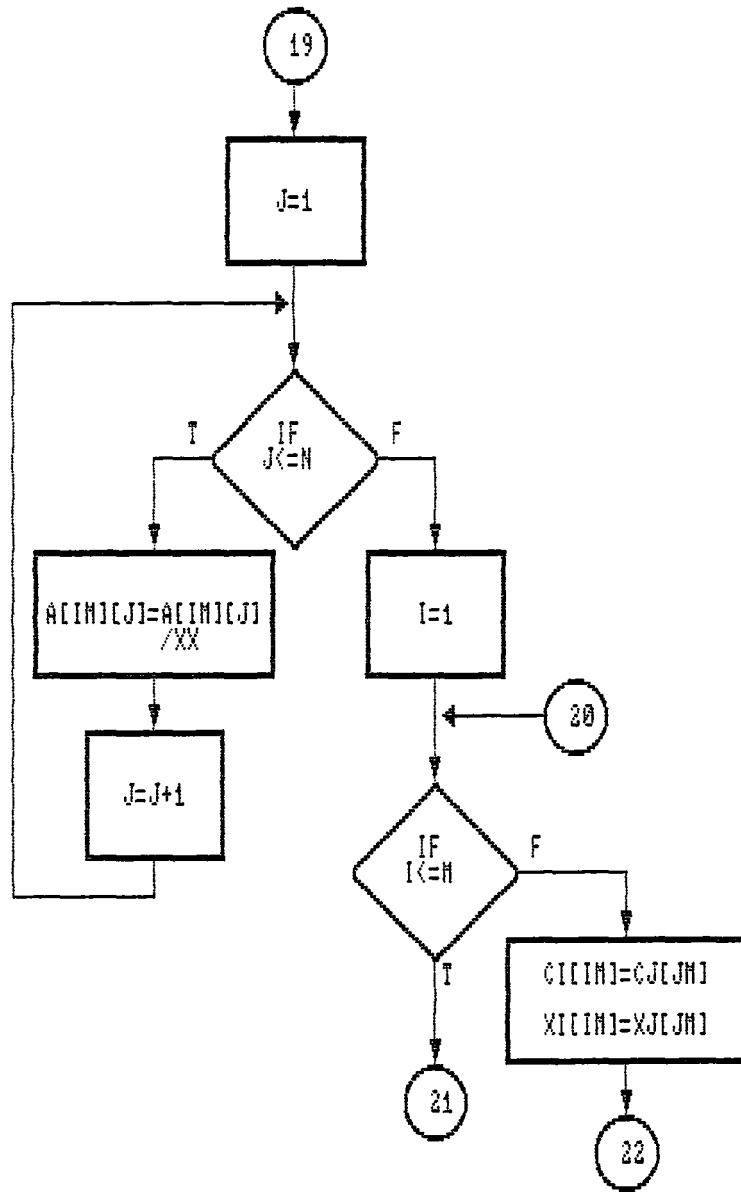 19
J=1
IF
J<=N
T
F
A[IM][J]=A[IM][J]
/XX
I=1
20
J=J+1
IF
I<=M
F
T
CI[IM]=CJ[JM]
XI[IM]=XJ[JM]
21
22